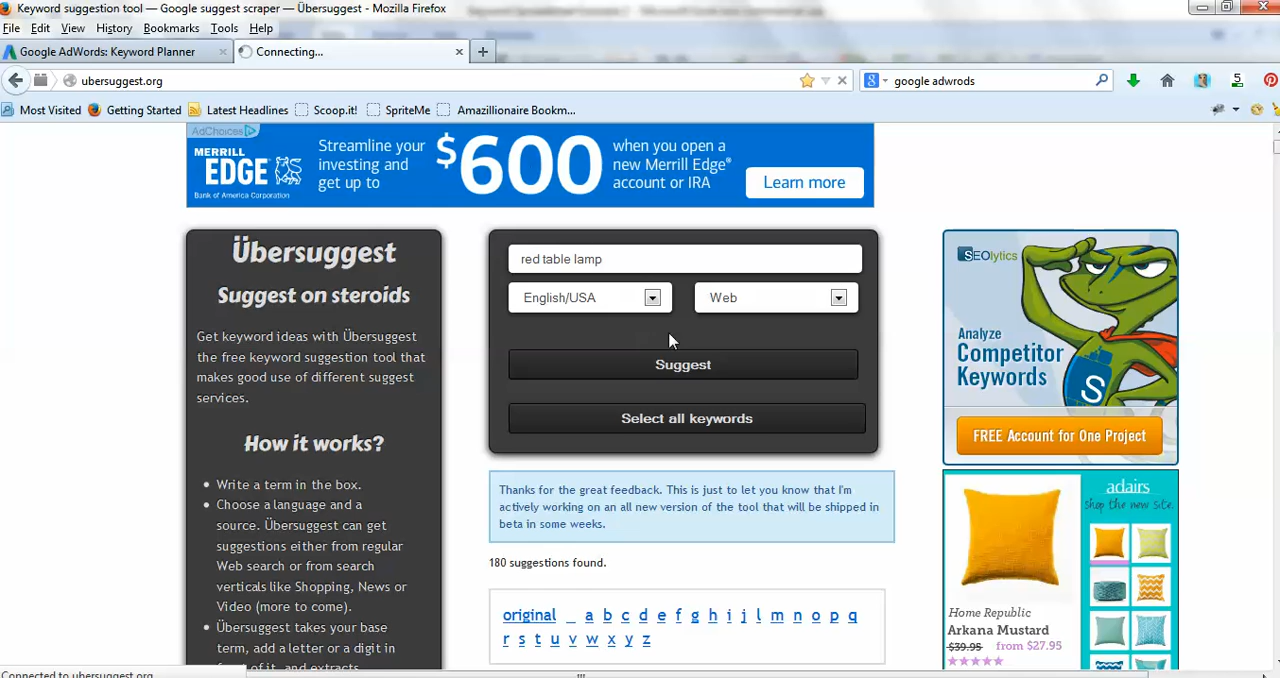 Keyword suggestion tool — Google suggest scraper — Übersuggest - Mozilla Firefox
File Edit View History Bookmarks Tools Help
Google AdWords: Keyword Planner
Connecting...
ubersuggest.org
google adwrods
Most Visited Getting Started Latest Headlines Scoop.it! SpriteMe Amazillionaire Bookm...
AdChoices
MERRILL
EDGE
Bank of America Corporation
Streamline your
investing and
get up to
$600
when you open a
new Merrill Edge®
account or IRA
Learn more
Übersuggest
Suggest on steroids
Get keyword ideas with Übersuggest
the free keyword suggestion tool that
makes good use of different suggest
services.
How it works?
Write a term in the box.
Choose a language and a
source. Übersuggest can get
suggestions either from regular
Web search or from search
verticals like Shopping, News or
Video (more to come).
Übersuggest takes your base
term, add a letter or a digit in
front of it, and extracts
red table lamp
English/USA
Web
Suggest
Select all keywords
Thanks for the great feedback. This is just to let you know that I'm
actively working on an all new version of the tool that will be shipped in
beta in some weeks.
180 suggestions found.
original _ a b c d e f g h i j l m n o p q
r s t u v w x y z
SEOlytics
Analyze
Competitor
Keywords
S
FREE Account for One Project
adairs
shop the new site.
Home Republic
Arkana Mustard
$39.95 from $27.95
Connected to ubersuggest.org